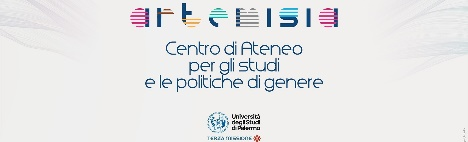 artemisia
Centro di Ateneo
per gli studi
e le politiche di genere
Università
degli Studi
di Palermo
TERZA MISSIONE